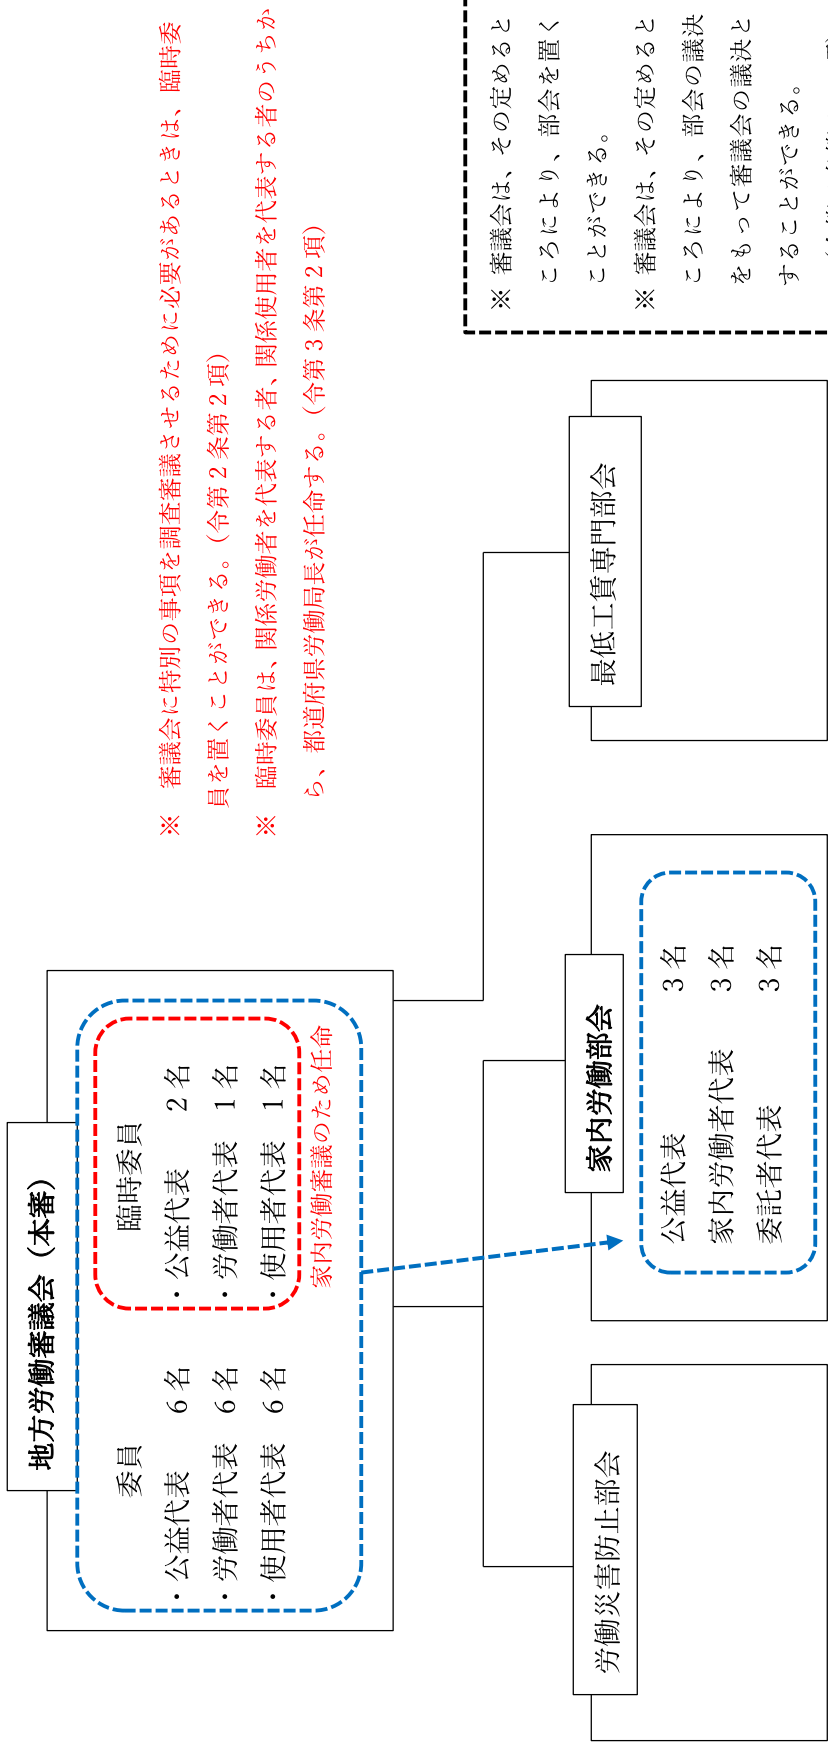 地方労働審議会（本審）
委員
・公益代表　6名
・労働者代表　6名
・使用者代表　6名
臨時委員
・公益代表　2名
・労働者代表　1名
・使用者代表　1名
家内労働審議のため任命
※　審議会に特別の事項を調査審議させるために必要があるときは、臨時委
員を置くことができる。（令第2条第2項）
※　臨時委員は、関係労働者を代表する者、関係使用者を代表する者のうちか
ら、都道府県労働局長が任命する。（令第3条第2項）
労働災害防止部会
家内労働部会
公益代表　3名
家内労働者代表　3名
委託者代表　3名
最低工賃専門部会
※ 審議会は、その定めると
ころにより、部会を置く
ことができる。
※ 審議会は、その定めると
ころにより、部会の議決
をもって審議会の議決と
することができる。